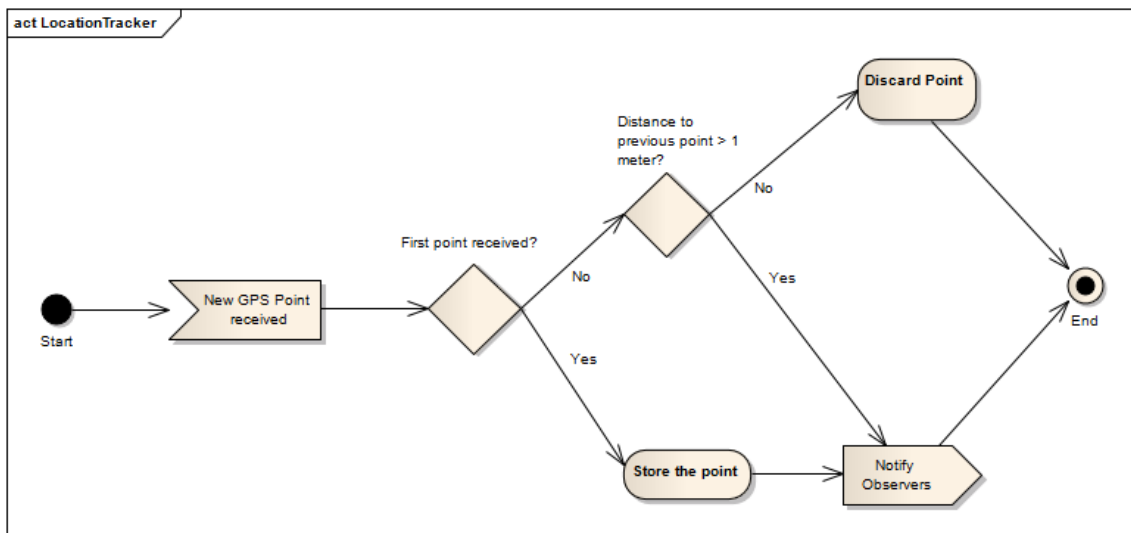 act LocationTracker
Discard Point
Distance to
previous point > 1
meter?
No
First point received?
No
Yes
New GPS Point
received
Start
End
Yes
Store the point
Notify
Observers